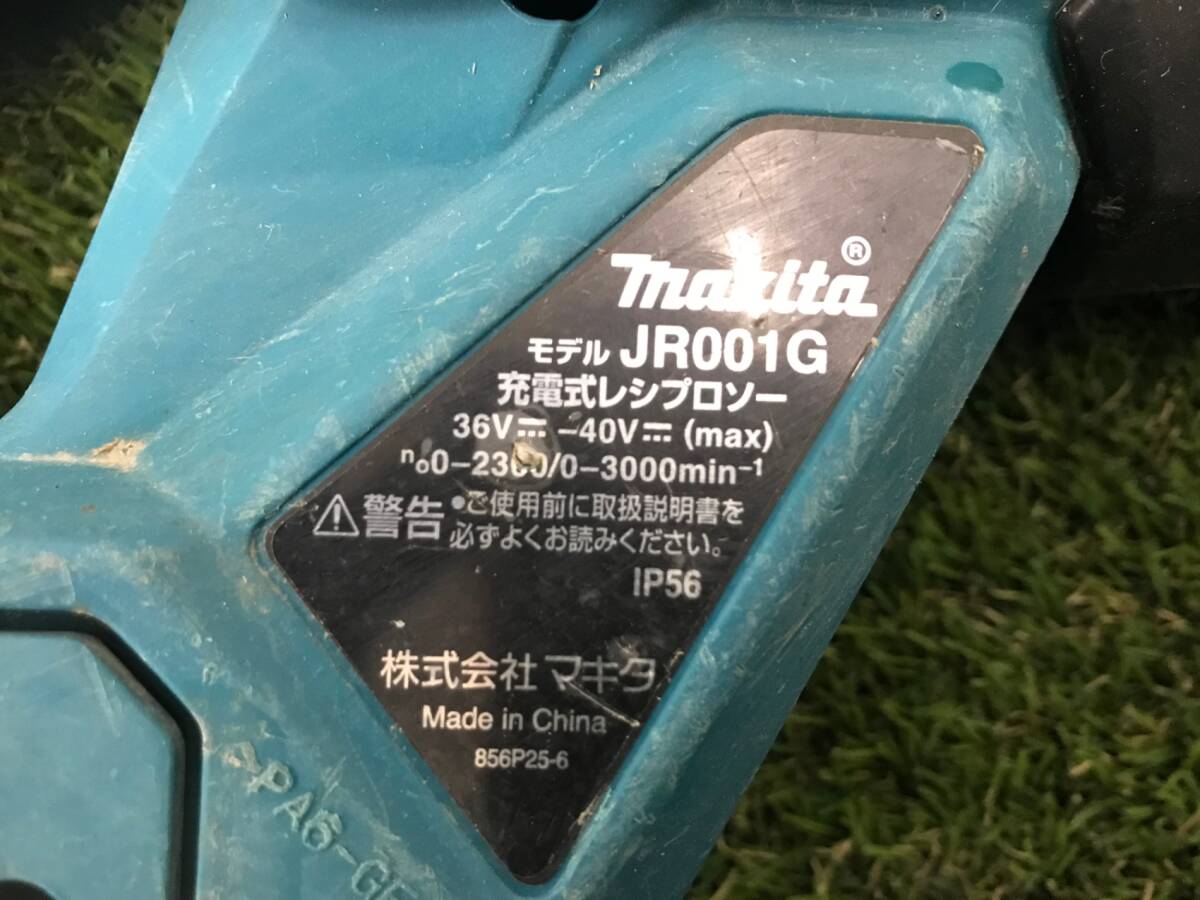 makita®
モデル JR001G
充電式レシプロソー
36V⎓ -40V⎓ (max)
n₀0-2300/0-3000min⁻¹
⚠警告 ●ご使用前に取扱説明書を
必ずよくお読みください。
IP56
株式会社 マキタ
Made in China
856P25-6
>PA6-GF